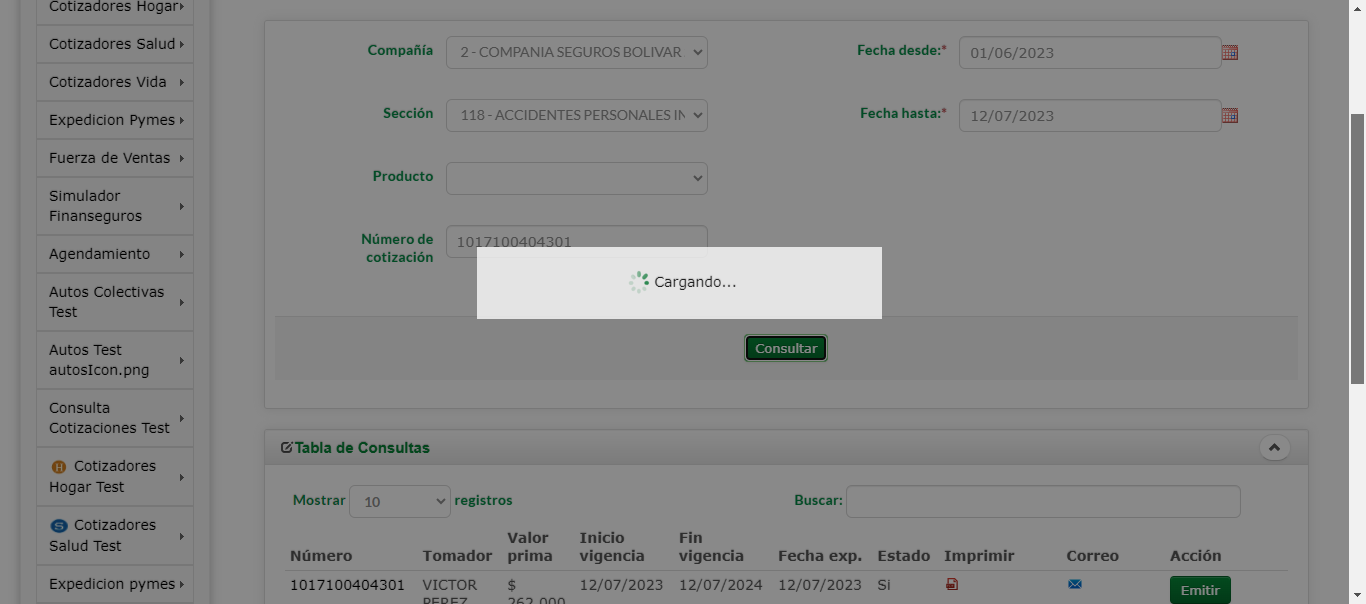 Cotizadores Hogar
Cotizadores Salud
Cotizadores Vida
Expedicion Pymes
Fuerza de Ventas
Simulador
Finanseguros
Agendamiento
Autos Colectivas
Test
Autos Test
autosIcon.png
Consulta
Cotizaciones Test
H Cotizadores
Hogar Test
S Cotizadores
Salud Test
Expedicion pymes
Compañía 2 - COMPANIA SEGUROS BOLIVAR Fecha desde:* 01/06/2023
Sección 118 - ACCIDENTES PERSONALES IN Fecha hasta:* 12/07/2023
Producto
Número de
cotización
1017100404301
Cargando...
Consultar
Tabla de Consultas
Mostrar 10 registros Buscar:
Número Tomador Valor prima Inicio vigencia Fin vigencia Fecha exp. Estado Imprimir Correo Acción
1017100404301 VICTOR $ 12/07/2023 12/07/2024 12/07/2023 Si Emitir
PEREZ 262.000